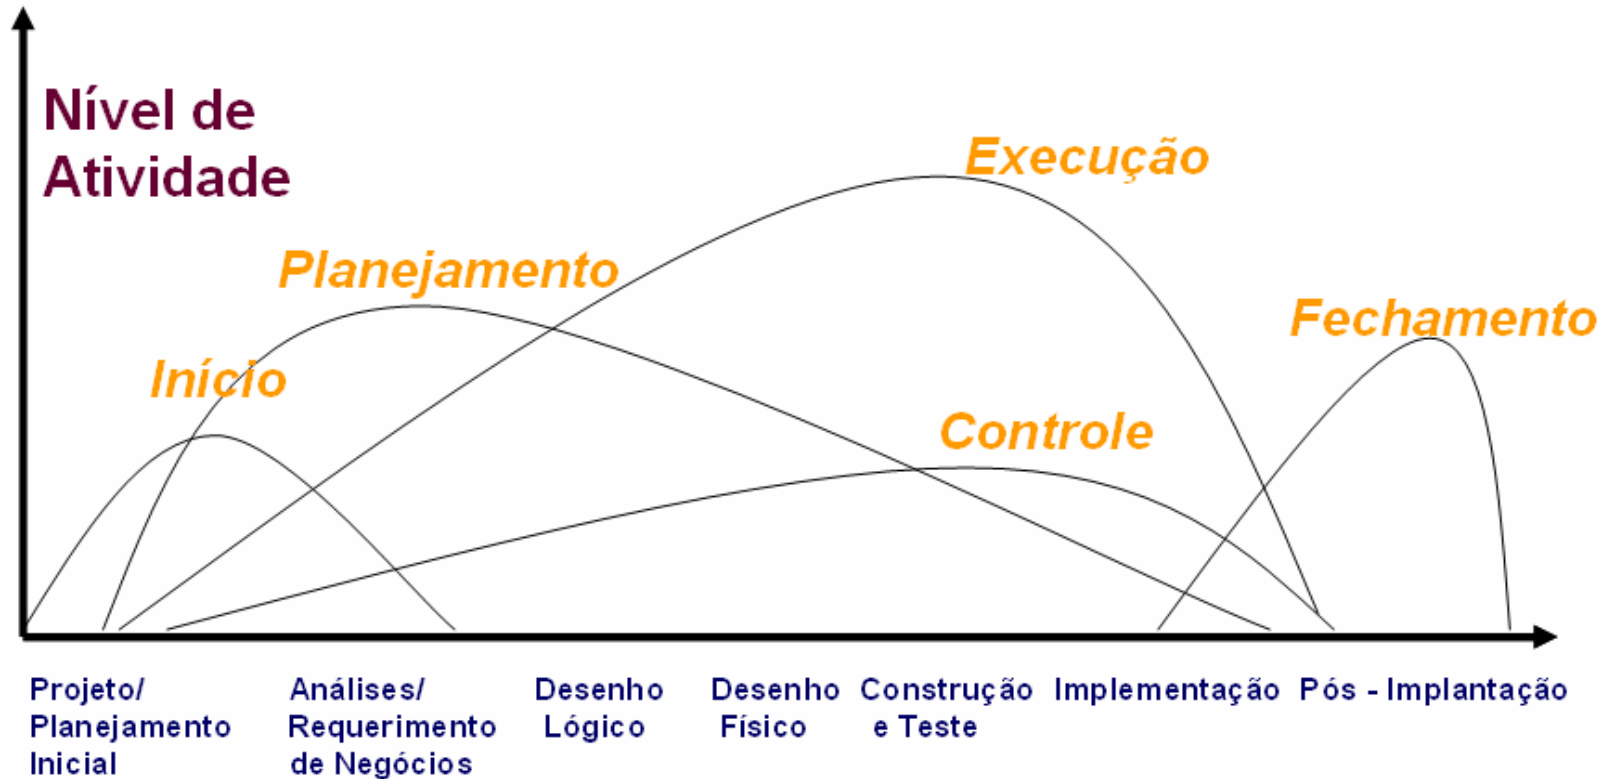 Nível de
Atividade
Execução
Planejamento
Fechamento
Início
Controle
Projeto/
Planejamento
Inicial
Análises/
Requerimento
de Negócios
Desenho
Lógico
Desenho
Físico
Construção
e Teste
Implementação
Pós - Implantação